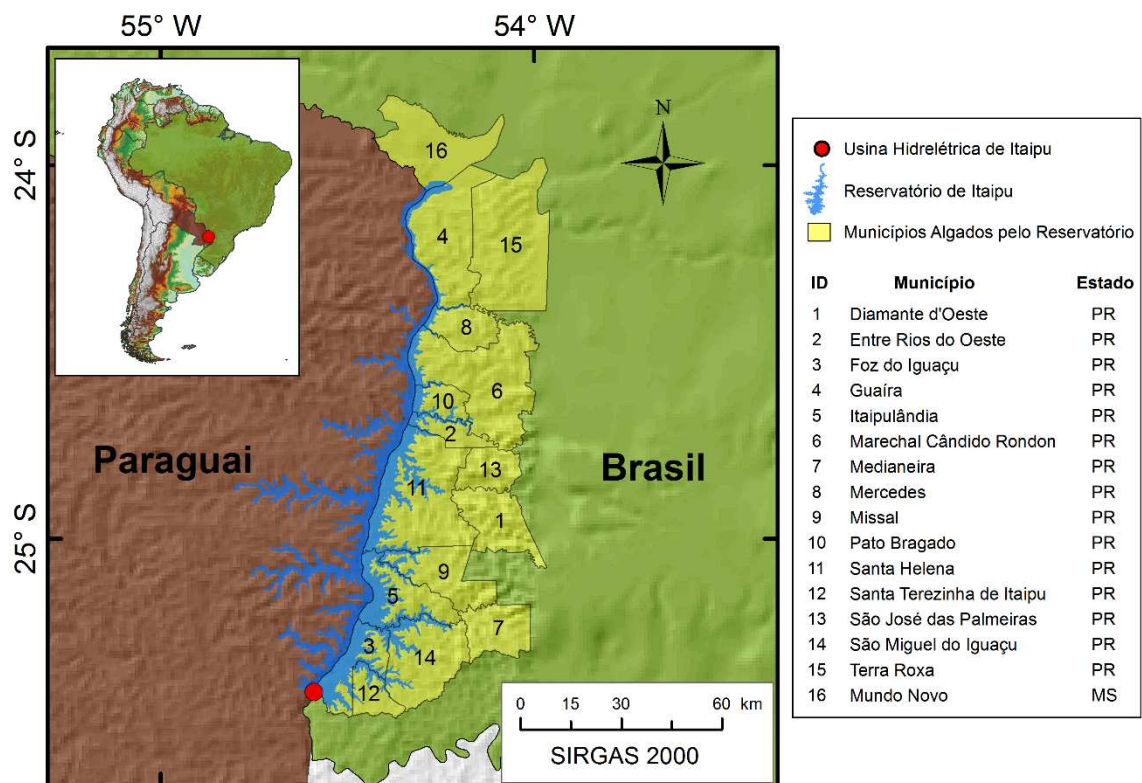 55° W 54° W
24° S
25° S
N
Paraguai
Brasil
16
4
15
8
6
10
2
13
11
1
9
5
7
3
14
12
0 15 30 60 km
SIRGAS 2000
Usina Hidrelétrica de Itaipu
Reservatório de Itaipu
Municípios Algados pelo Reservatório
ID Município Estado
1 Diamante d'Oeste PR
2 Entre Rios do Oeste PR
3 Foz do Iguaçu PR
4 Guaíra PR
5 Itaipulândia PR
6 Marechal Cândido Rondon PR
7 Medianeira PR
8 Mercedes PR
9 Missal PR
10 Pato Bragado PR
11 Santa Helena PR
12 Santa Terezinha de Itaipu PR
13 São José das Palmeiras PR
14 São Miguel do Iguaçu PR
15 Terra Roxa PR
16 Mundo Novo MS